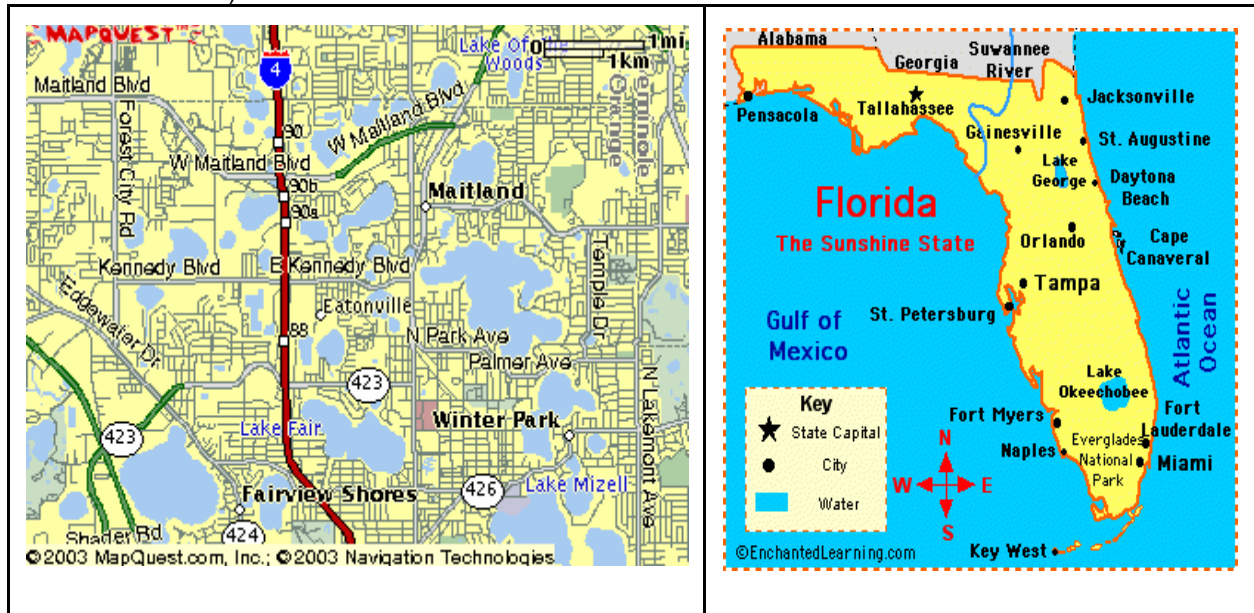 MAPQUEST
4
Lake Of the
Woods
0 1mi
1km
Maitland Blvd
Forest City Rd
90
W Maitland Blvd
W Maitland Blvd
Seminole
Grange
90b
Maitland
90a
Kennedy Blvd
E Kennedy Blvd
Temple Dr
Edgewater Dr
Eatonville
88
N Park Ave
Palmer Ave
423
N Lakemont Ave
423
Lake Fair.
Winter Park
Fairview Shores
426
Lake Mizell
424
Shader Rd
©2003 MapQuest.com, Inc.; ©2003 Navigation Technologies
Alabama
Georgia
Suwannee
River
Pensacola
Tallahassee
Jacksonville
Gainesville
St. Augustine
Lake
George
Daytona
Beach
Florida
The Sunshine State
Orlando
Cape
Canaveral
Tampa
St. Petersburg
Gulf of
Mexico
Atlantic
Ocean
Lake
Okeechobee
Key
State Capital
City
Water
Fort Myers
Fort
Lauderdale
Naples
Everglades
National
Park
Miami
N
W E
S
Key West
©EnchantedLearning.com